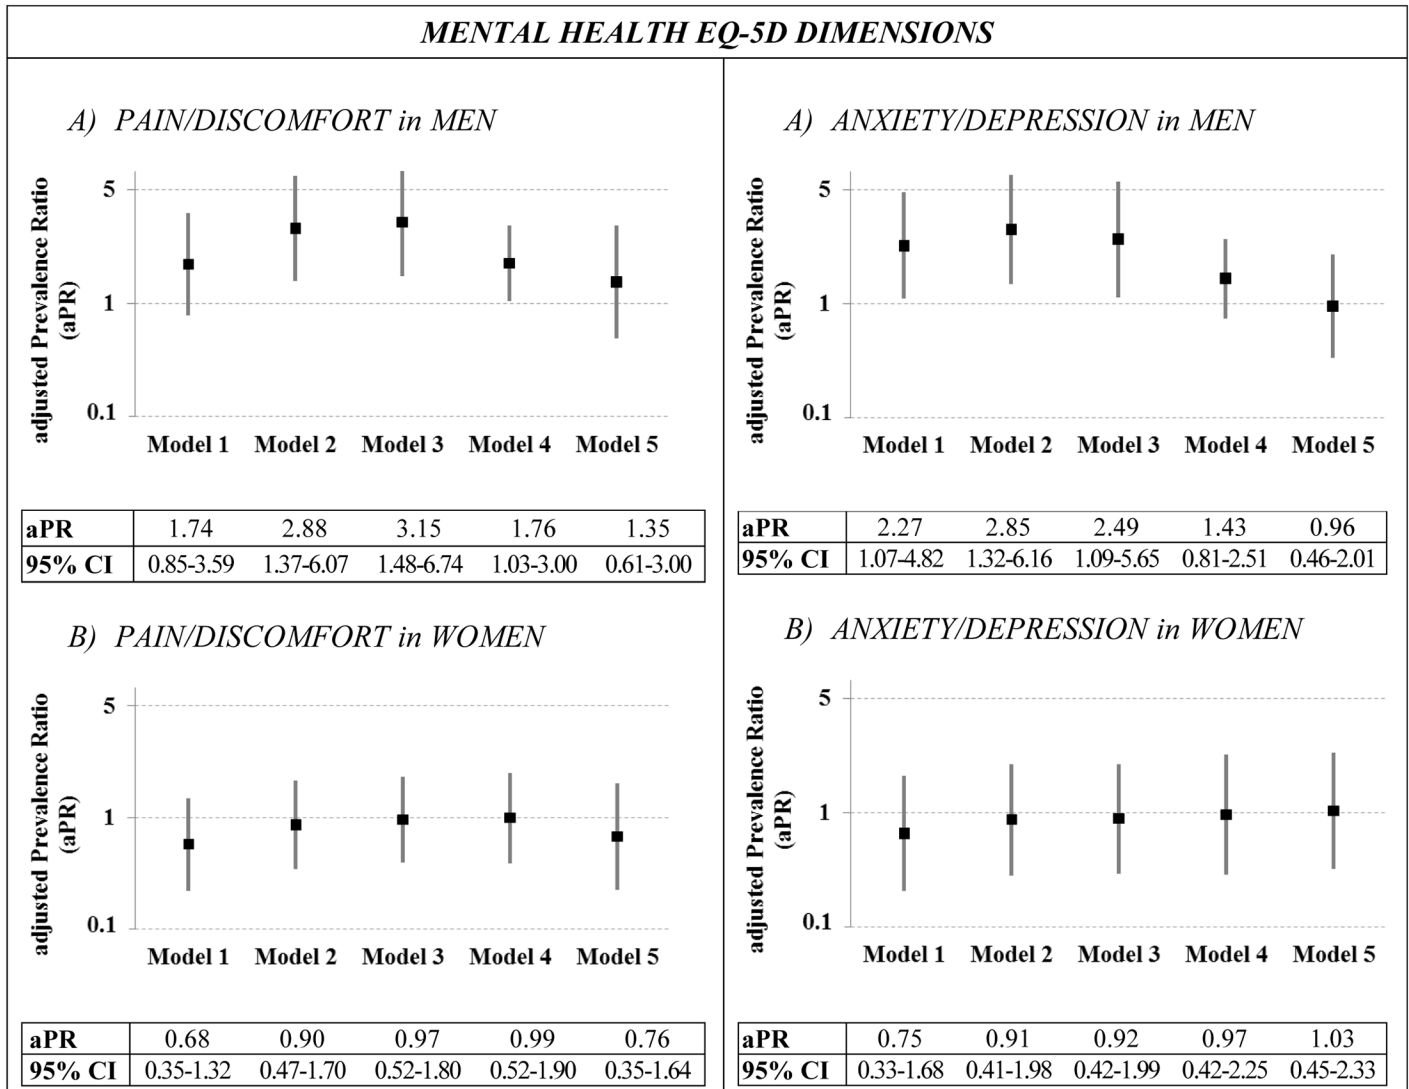 MENTAL HEALTH EQ-5D DIMENSIONS
A) PAIN/DISCOMFORT in MEN
adjusted Prevalence Ratio
(aPR)
5
1
0.1
Model 1 Model 2 Model 3 Model 4 Model 5
aPR 1.74 2.88 3.15 1.76 1.35
95% CI 0.85-3.59 1.37-6.07 1.48-6.74 1.03-3.00 0.61-3.00
B) PAIN/DISCOMFORT in WOMEN
adjusted Prevalence Ratio
(aPR)
5
1
0.1
Model 1 Model 2 Model 3 Model 4 Model 5
aPR 0.68 0.90 0.97 0.99 0.76
95% CI 0.35-1.32 0.47-1.70 0.52-1.80 0.52-1.90 0.35-1.64
A) ANXIETY/DEPRESSION in MEN
adjusted Prevalence Ratio
(aPR)
5
1
0.1
Model 1 Model 2 Model 3 Model 4 Model 5
aPR 2.27 2.85 2.49 1.43 0.96
95% CI 1.07-4.82 1.32-6.16 1.09-5.65 0.81-2.51 0.46-2.01
B) ANXIETY/DEPRESSION in WOMEN
adjusted Prevalence Ratio
(aPR)
5
1
0.1
Model 1 Model 2 Model 3 Model 4 Model 5
aPR 0.75 0.91 0.92 0.97 1.03
95% CI 0.33-1.68 0.41-1.98 0.42-1.99 0.42-2.25 0.45-2.33